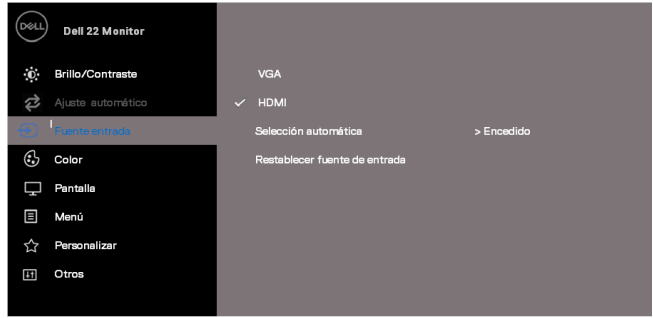 DELL
Dell 22 Monitor
Brillo/Contraste
VGA
Ajuste automático
HDMI
Fuente entrada
Selección automática > Encedido
Color
Restablecer fuente de entrada
Pantalla
Menú
Personalizar
Otros